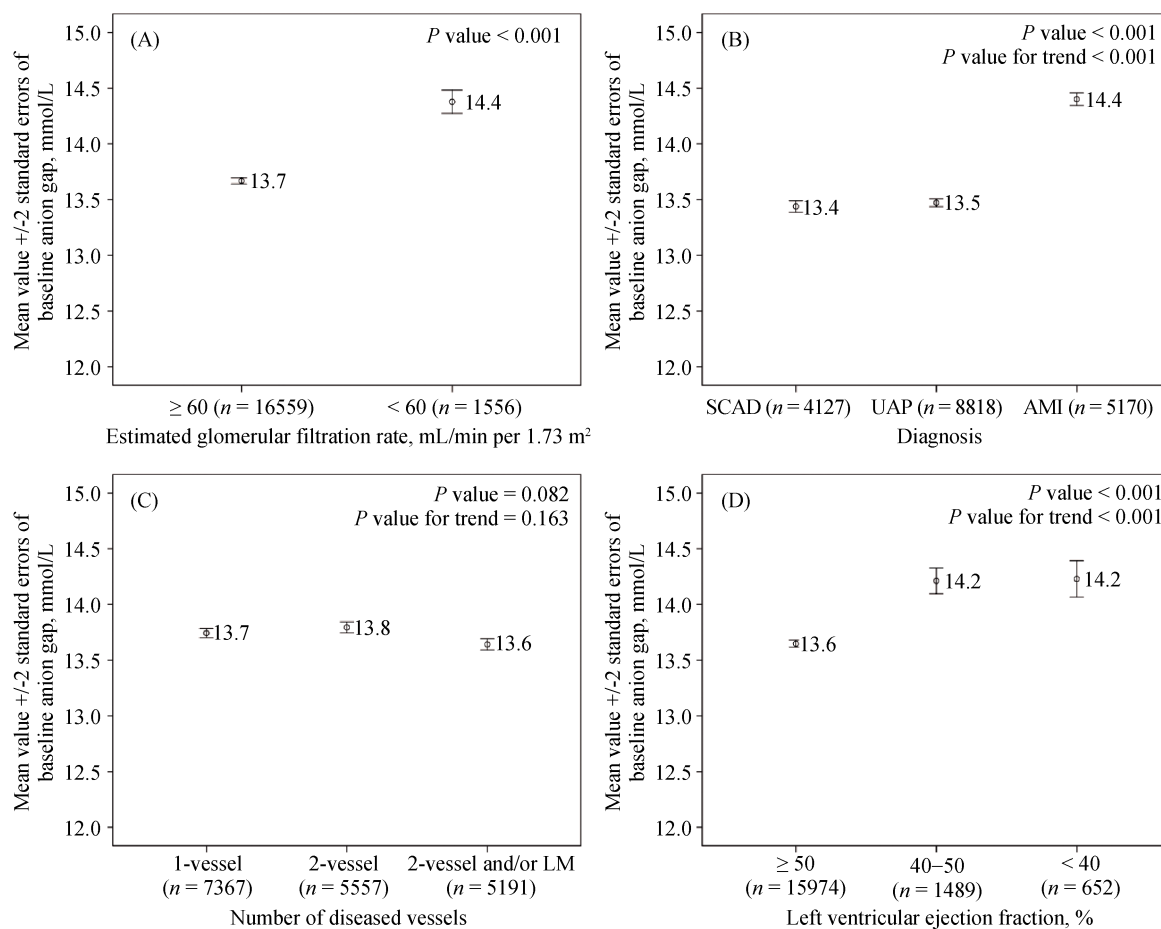 (A)
P value < 0.001
Mean value +/-2 standard errors of
baseline anion gap, mmol/L
15.0
14.5
14.0
13.5
13.0
12.5
12.0
13.7
14.4
≥ 60 (n = 16559)
< 60 (n = 1556)
Estimated glomerular filtration rate, mL/min per 1.73 m²
(B)
P value < 0.001
P value for trend < 0.001
Mean value +/-2 standard errors of
baseline anion gap, mmol/L
15.0
14.5
14.0
13.5
13.0
12.5
12.0
13.4
13.5
14.4
SCAD (n = 4127)
UAP (n = 8818)
AMI (n = 5170)
Diagnosis
(C)
P value = 0.082
P value for trend = 0.163
Mean value +/-2 standard errors of
baseline anion gap, mmol/L
15.0
14.5
14.0
13.5
13.0
12.5
12.0
13.7
13.8
13.6
1-vessel
(n = 7367)
2-vessel
(n = 5557)
2-vessel and/or LM
(n = 5191)
Number of diseased vessels
(D)
P value < 0.001
P value for trend < 0.001
Mean value +/-2 standard errors of
baseline anion gap, mmol/L
15.0
14.5
14.0
13.5
13.0
12.5
12.0
13.6
14.2
14.2
≥ 50
(n = 15974)
40–50
(n = 1489)
< 40
(n = 652)
Left ventricular ejection fraction, %